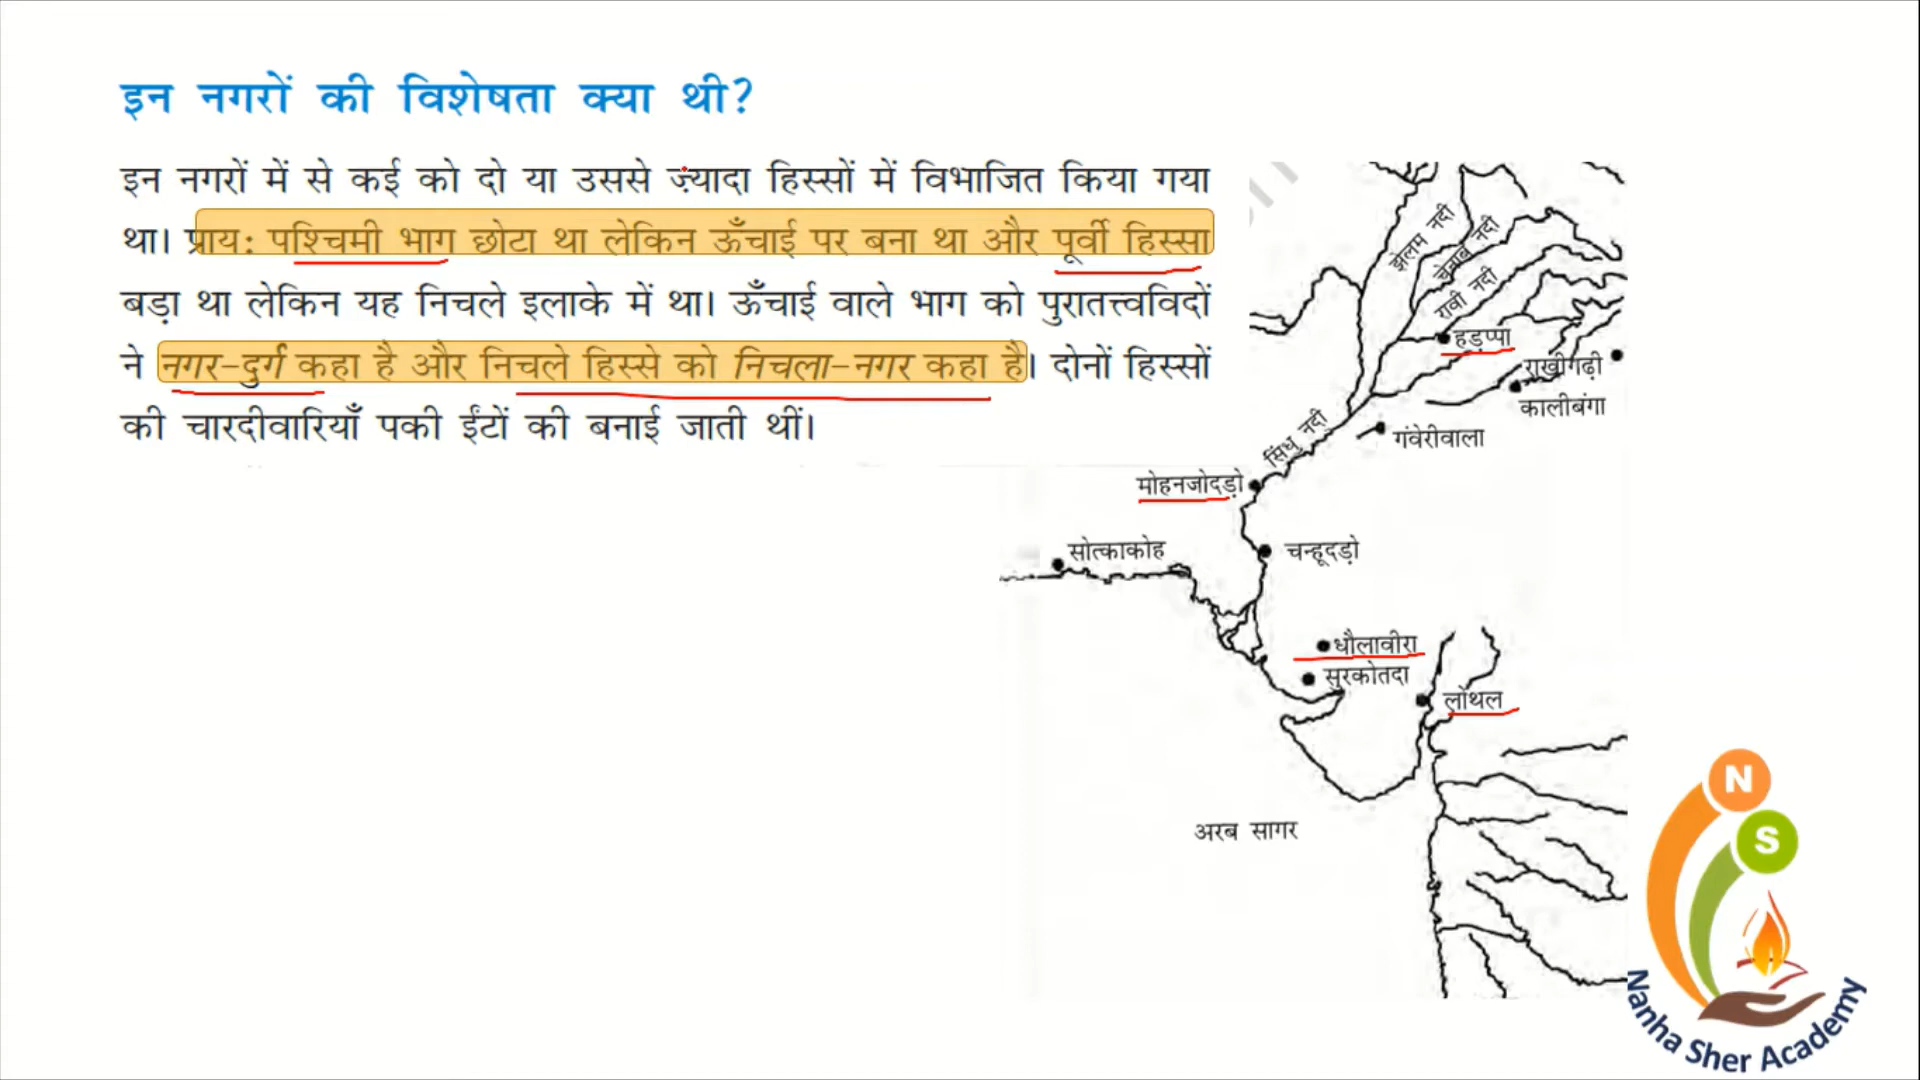 इन नगरों की विशेषता क्या थी?
इन नगरों में से कई को दो या उससे ज़्यादा हिस्सों में विभाजित किया गया
था। प्राय: पश्चिमी भाग छोटा था लेकिन ऊँचाई पर बना था और पूर्वी हिस्सा
बड़ा था लेकिन यह निचले इलाके में था। ऊँचाई वाले भाग को पुरातत्त्वविदों
ने नगर-दुर्ग कहा है और निचले हिस्से को निचला-नगर कहा है। दोनों हिस्सों
की चारदीवारियाँ पकी ईंटों की बनाई जाती थीं।
झेलम नदी
चेनाब नदी
रावी नदी
हड़प्पा
राखीगढ़ी
कालीबंगा
गंवेरीवाला
सिंधु नदी
मोहनजोदड़ो
सोत्काकोह
चन्हूदड़ो
धौलावीरा
सुरकोतदा
लोथल
अरब सागर
N
S
Nanha Sher Academy